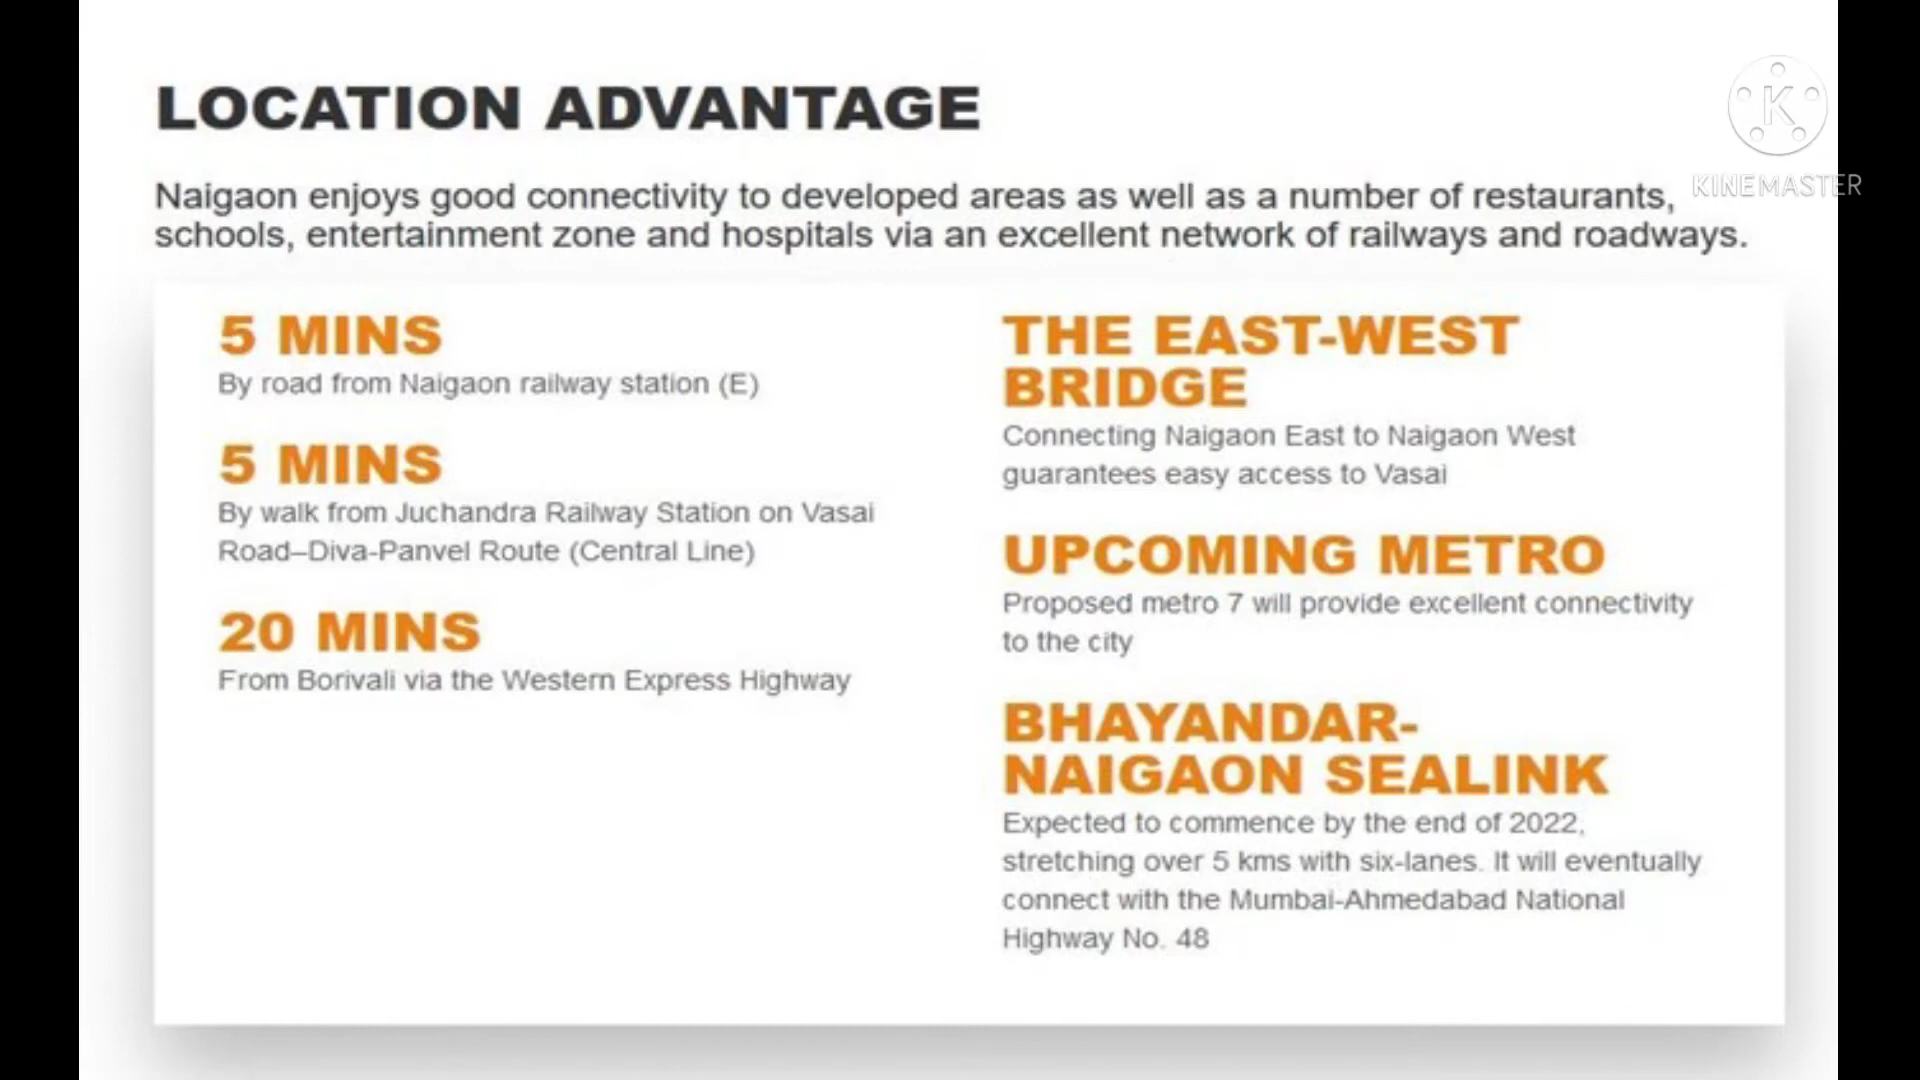 LOCATION ADVANTAGE
K
KINEMASTER
Naigaon enjoys good connectivity to developed areas as well as a number of restaurants,
schools, entertainment zone and hospitals via an excellent network of railways and roadways.
5 MINS
By road from Naigaon railway station (E)
5 MINS
By walk from Juchandra Railway Station on Vasai
Road–Diva-Panvel Route (Central Line)
20 MINS
From Borivali via the Western Express Highway
THE EAST-WEST
BRIDGE
Connecting Naigaon East to Naigaon West
guarantees easy access to Vasai
UPCOMING METRO
Proposed metro 7 will provide excellent connectivity
to the city
BHAYANDAR-
NAIGAON SEALINK
Expected to commence by the end of 2022,
stretching over 5 kms with six-lanes. It will eventually
connect with the Mumbai-Ahmedabad National
Highway No. 48